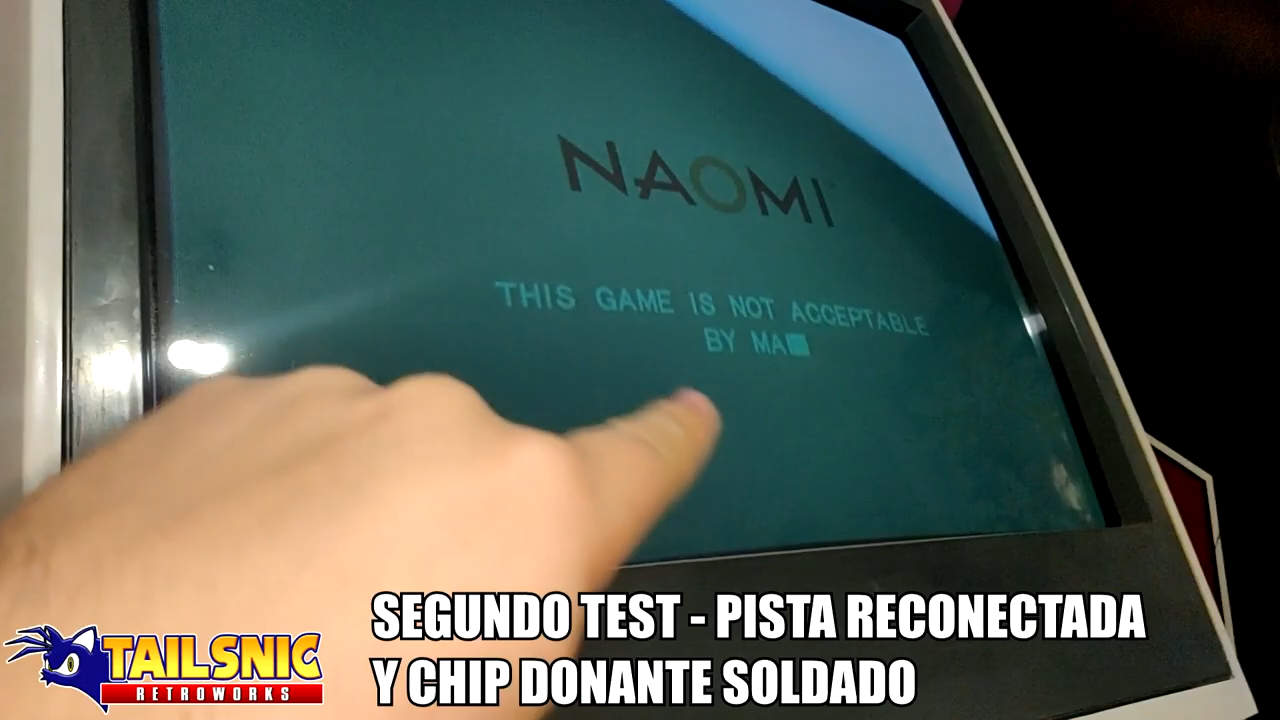 NAOMI
THIS GAME IS NOT ACCEPTABLE
BY MA
SEGUNDO TEST - PISTA RECONECTADA
Y CHIP DONANTE SOLDADO
TAILSNIC
RETROWORKS